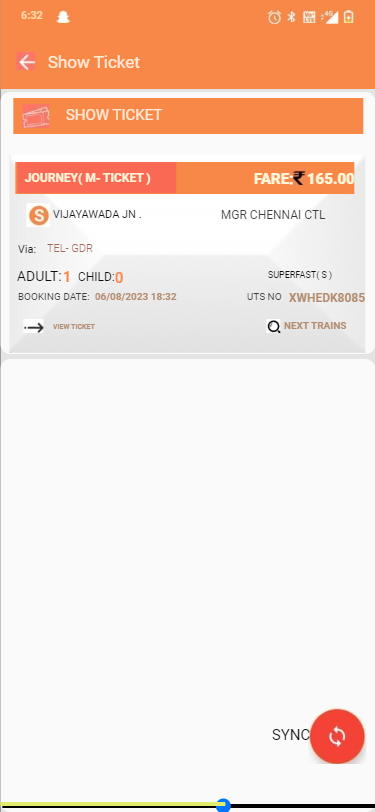 6:32
4G
Show Ticket
SHOW TICKET
JOURNEY( M- TICKET ) FARE:₹ 165.00
S VIJAYAWADA JN . MGR CHENNAI CTL
Via: TEL- GDR
ADULT: 1 CHILD:0 SUPERFAST( S )
BOOKING DATE: 06/08/2023 18:32 UTS NO XWHEDK8085
VIEW TICKET NEXT TRAINS
SYNC